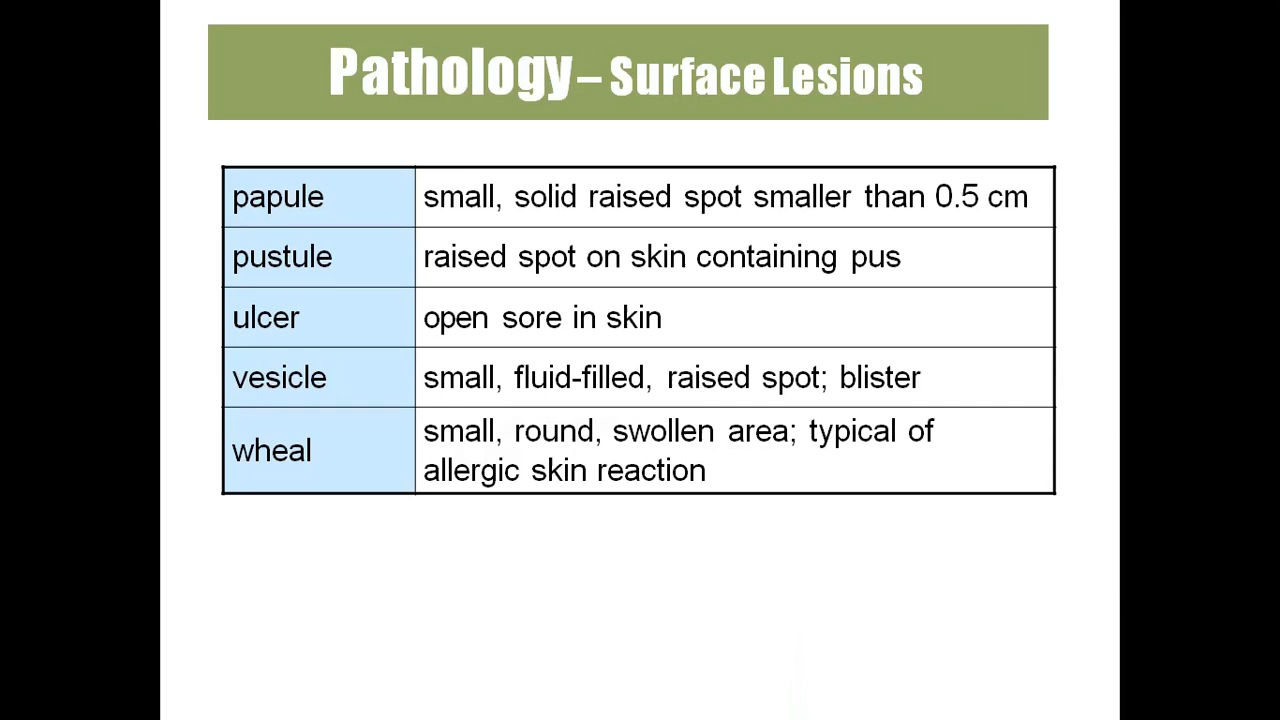 Pathology – Surface Lesions
papule small, solid raised spot smaller than 0.5 cm
pustule raised spot on skin containing pus
ulcer open sore in skin
vesicle small, fluid-filled, raised spot; blister
wheal small, round, swollen area; typical of
allergic skin reaction